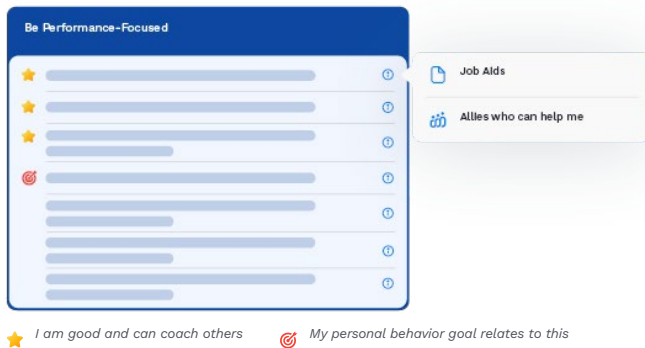 Be Performance-Focused
Job Aids
Allies who can help me
I am good and can coach others
My personal behavior goal relates to this